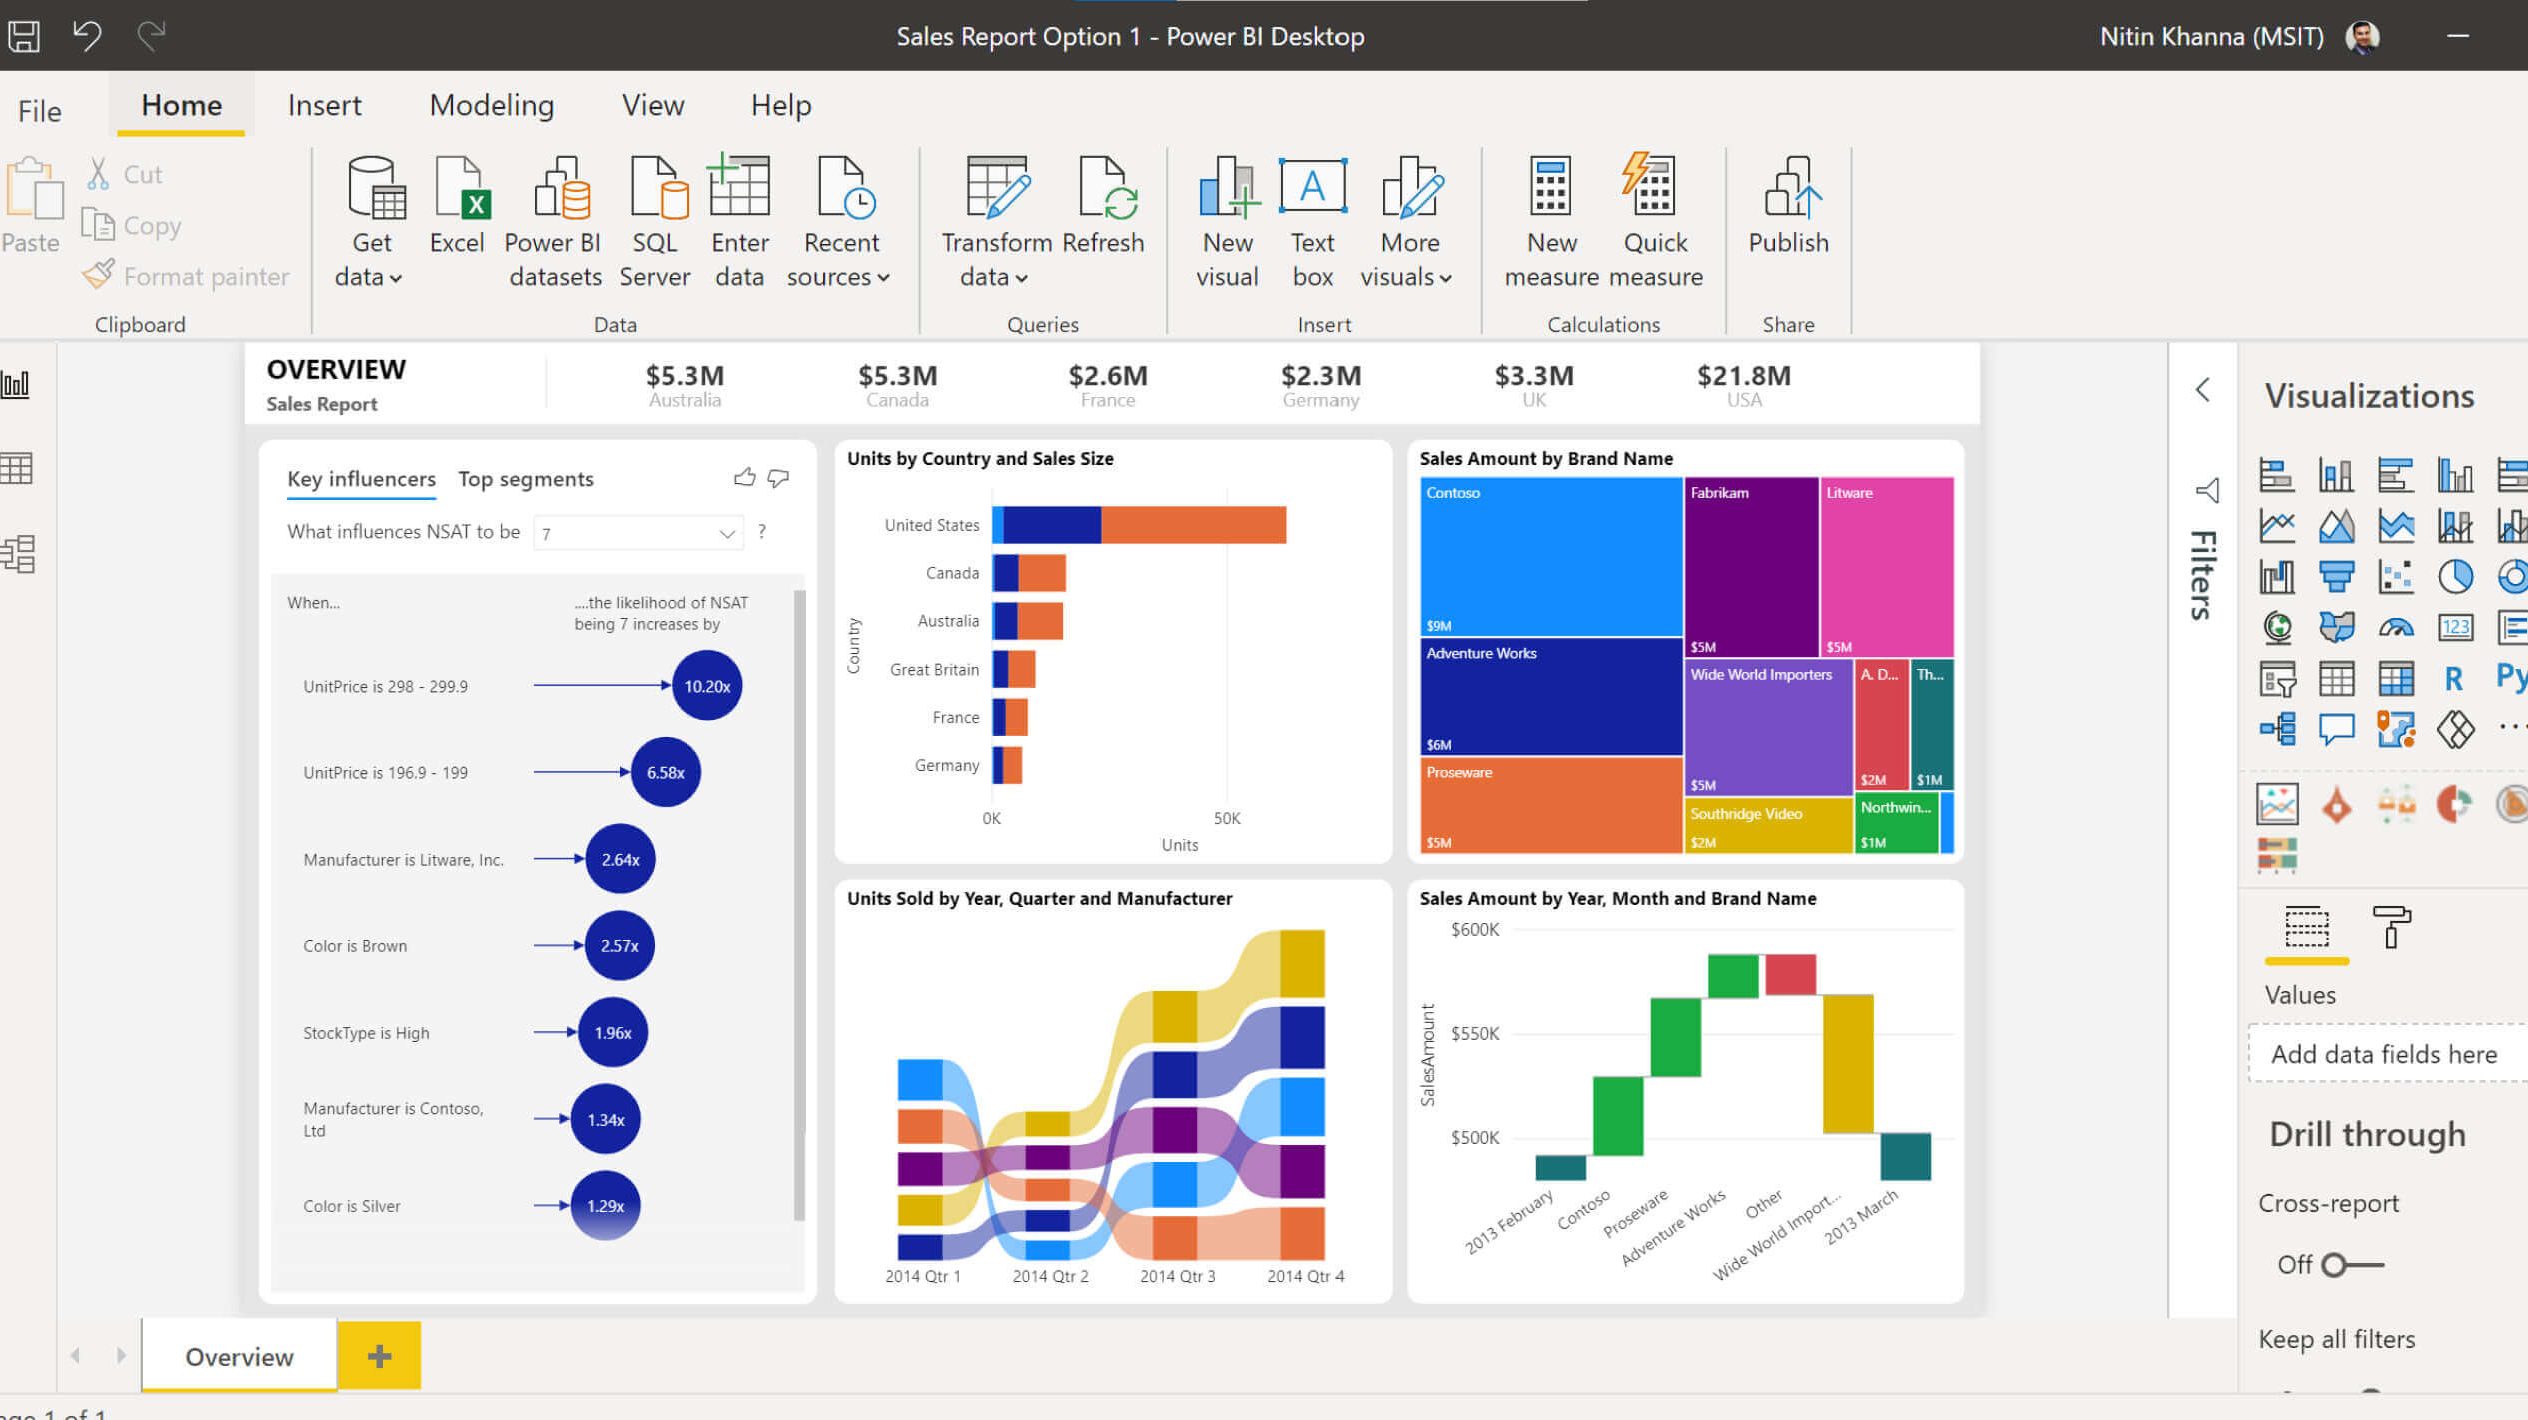 Sales Report Option 1 - Power BI Desktop
Nitin Khanna (MSIT)
File
Home
Insert
Modeling
View
Help
Paste
Cut
Copy
Format painter
Clipboard
Get data
Excel
Power BI datasets
SQL Server
Enter data
Recent sources
Data
Transform data
Refresh
Queries
New visual
Text box
More visuals
Insert
New measure
Quick measure
Calculations
Publish
Share
OVERVIEW
Sales Report
$5.3M
Australia
$5.3M
Canada
$2.6M
France
$2.3M
Germany
$3.3M
UK
$21.8M
USA
Key influencers
Top segments
What influences NSAT to be
7
?
When...
....the likelihood of NSAT
being 7 increases by
UnitPrice is 298 - 299.9
10.20x
UnitPrice is 196.9 - 199
6.58x
Manufacturer is Litware, Inc.
2.64x
Color is Brown
2.57x
StockType is High
1.96x
Manufacturer is Contoso,
Ltd
1.34x
Color is Silver
1.29x
Units by Country and Sales Size
Country
United States
Canada
Australia
Great Britain
France
Germany
0K
50K
Units
Sales Amount by Brand Name
Contoso
$9M
Adventure Works
$6M
Proseware
$5M
Fabrikam
$5M
Litware
$5M
Wide World Importers
$5M
A. D...
$2M
Th...
$1M
Southridge Video
$2M
Northwin...
$1M
Units Sold by Year, Quarter and Manufacturer
2014 Qtr 1
2014 Qtr 2
2014 Qtr 3
2014 Qtr 4
Sales Amount by Year, Month and Brand Name
SalesAmount
$600K
$550K
$500K
2013 February
Contoso
Proseware
Adventure Works
Other
Wide World Import...
2013 March
Filters
Visualizations
123
R
Py
Values
Add data fields here
Drill through
Cross-report
Off
Keep all filters
Overview
1 of 1